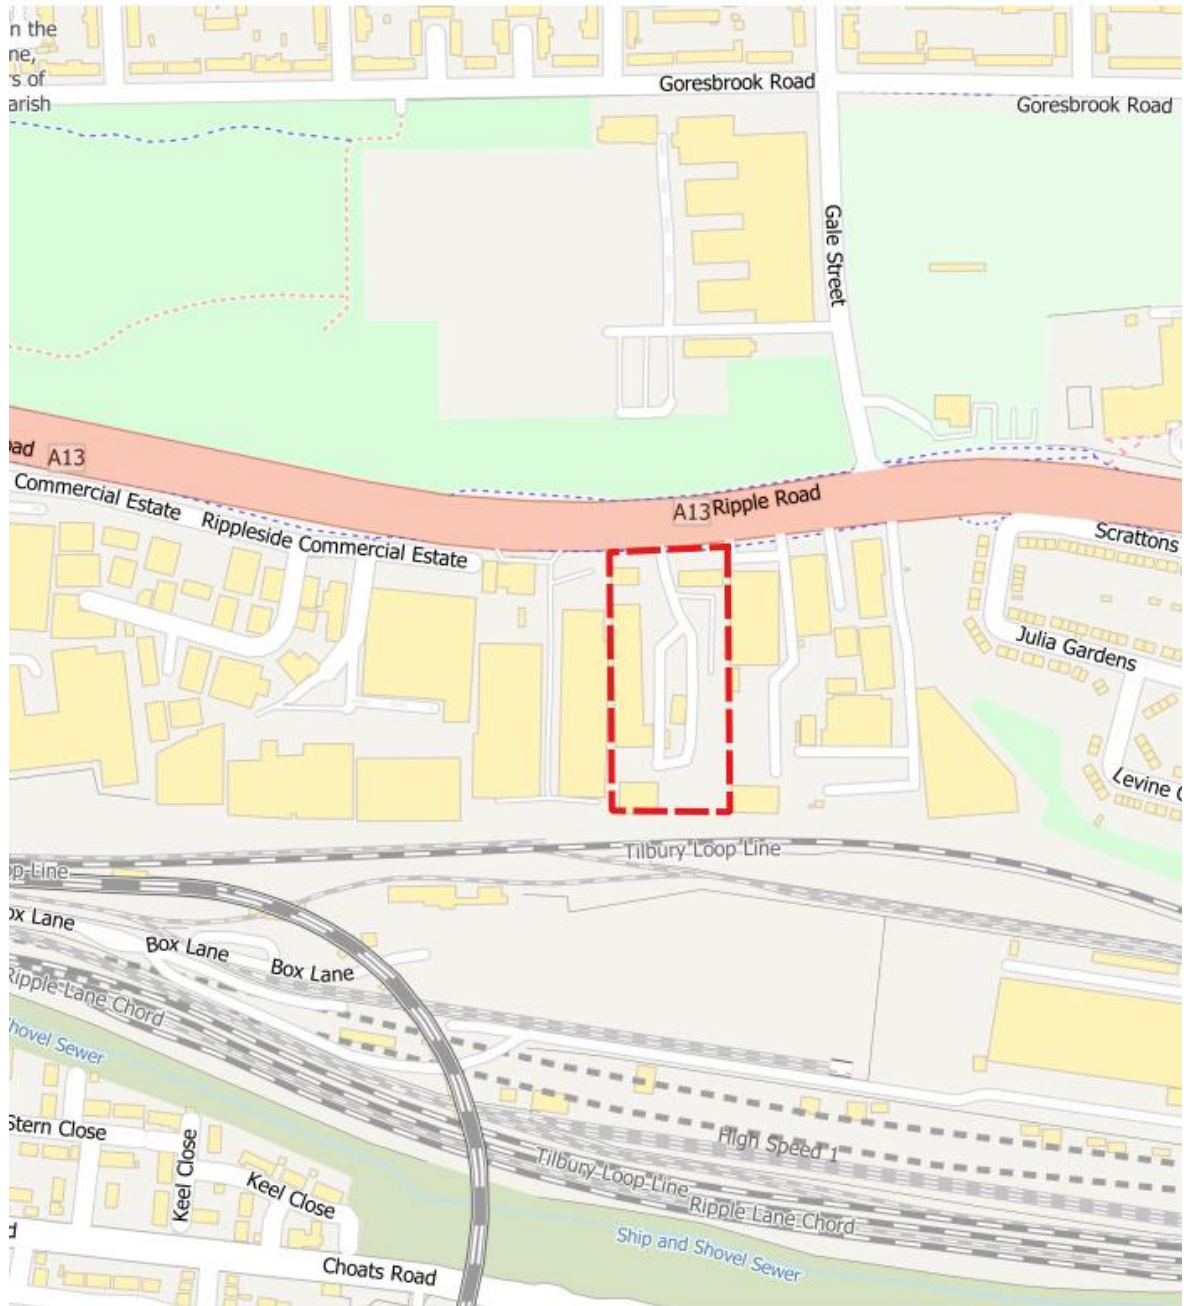 n the
ne,
s of
arish
Goresbrook Road
Goresbrook Road
Gale Street
oad
A13
A13
Ripple Road
Commercial Estate
Rippleside Commercial Estate
Scrattons
Julia Gardens
Levine C
Tilbury Loop Line
op Line
ox Lane
Box Lane
Box Lane
Ripple Lane Chord
hovel Sewer
Stern Close
Keel Close
Keel Close
High Speed 1
Tilbury Loop Line
Ripple Lane Chord
Ship and Shovel Sewer
d
Choats Road